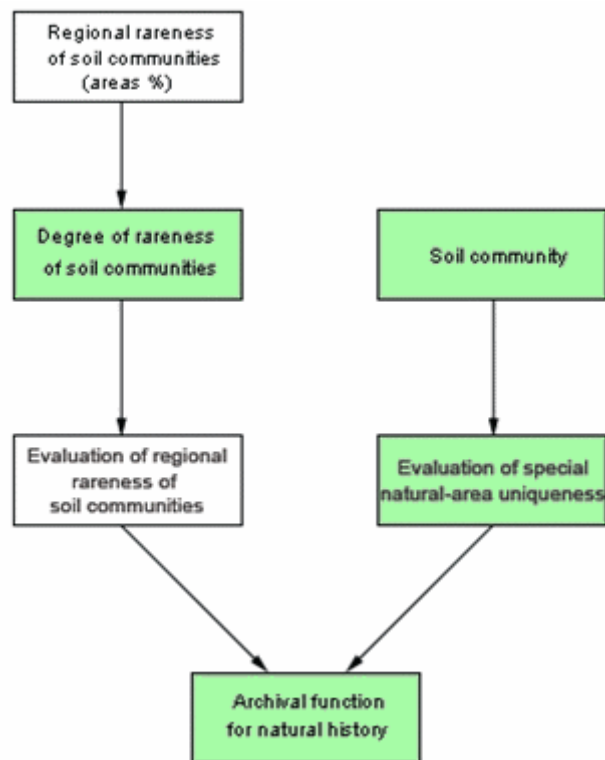 Regional rareness
of soil communities
(areas %)
Degree of rareness
of soil communities
Soil community
Evaluation of regional
rareness of
soil communities
Evaluation of special
natural-area uniqueness
Archival function
for natural history